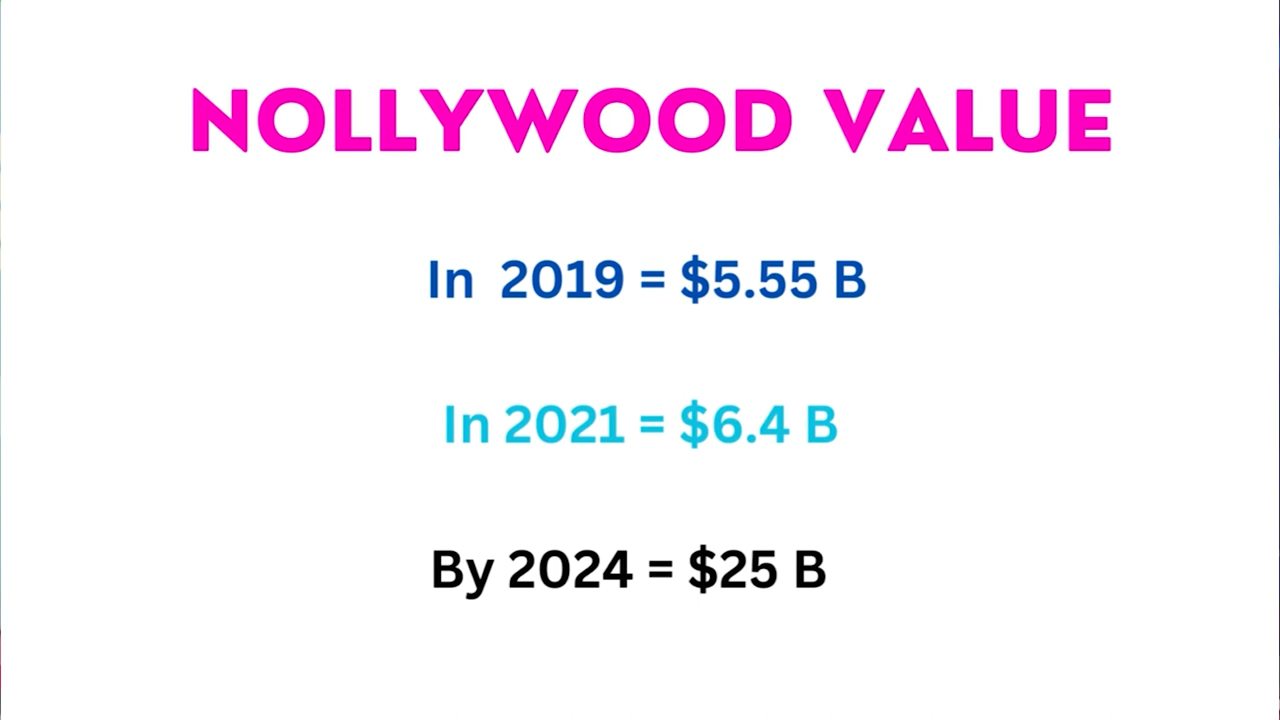 NOLLYWOOD VALUE
In 2019 = $5.55 B
In 2021 = $6.4 B
By 2024 = $25 B